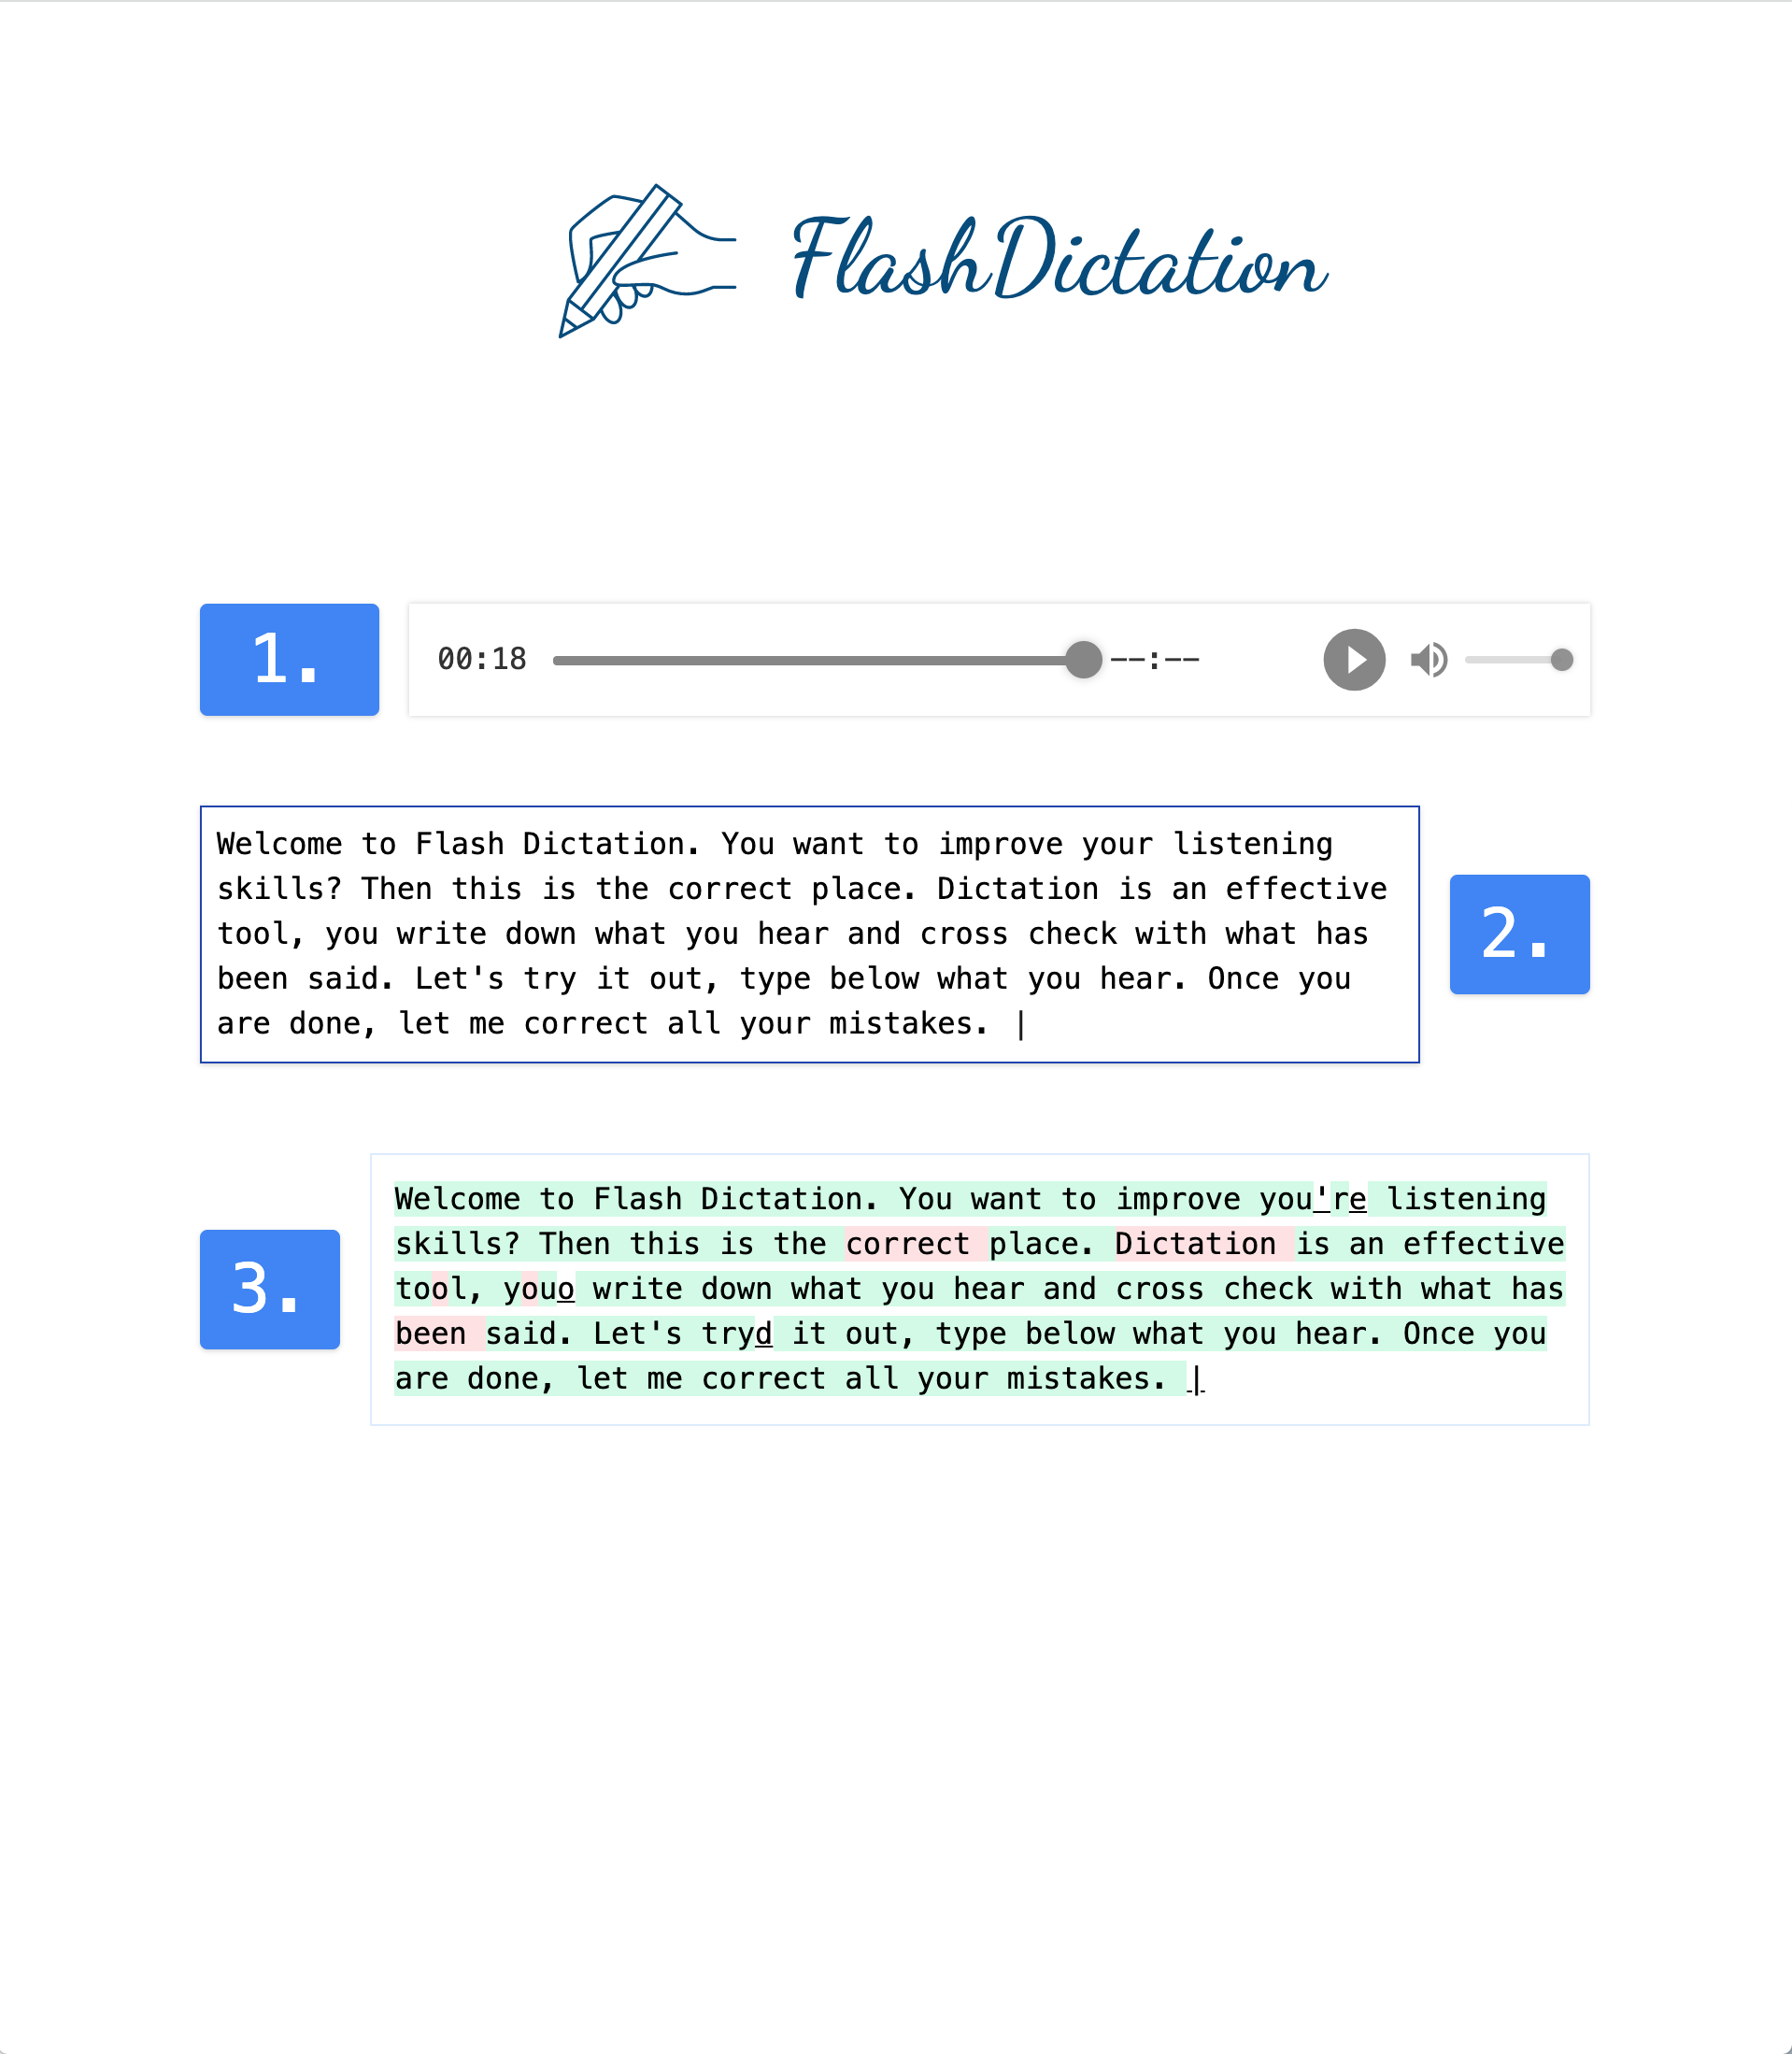 FlashDictation
1.
00:18
--:--
Welcome to Flash Dictation. You want to improve your listening
skills? Then this is the correct place. Dictation is an effective
tool, you write down what you hear and cross check with what has
been said. Let's try it out, type below what you hear. Once you
are done, let me correct all your mistakes. |
2.
Welcome to Flash Dictation. You want to improve you're listening
skills? Then this is the correct place. Dictation is an effective
tool, youo write down what you hear and cross check with what has
been said. Let's tryd it out, type below what you hear. Once you
are done, let me correct all your mistakes. |
3.